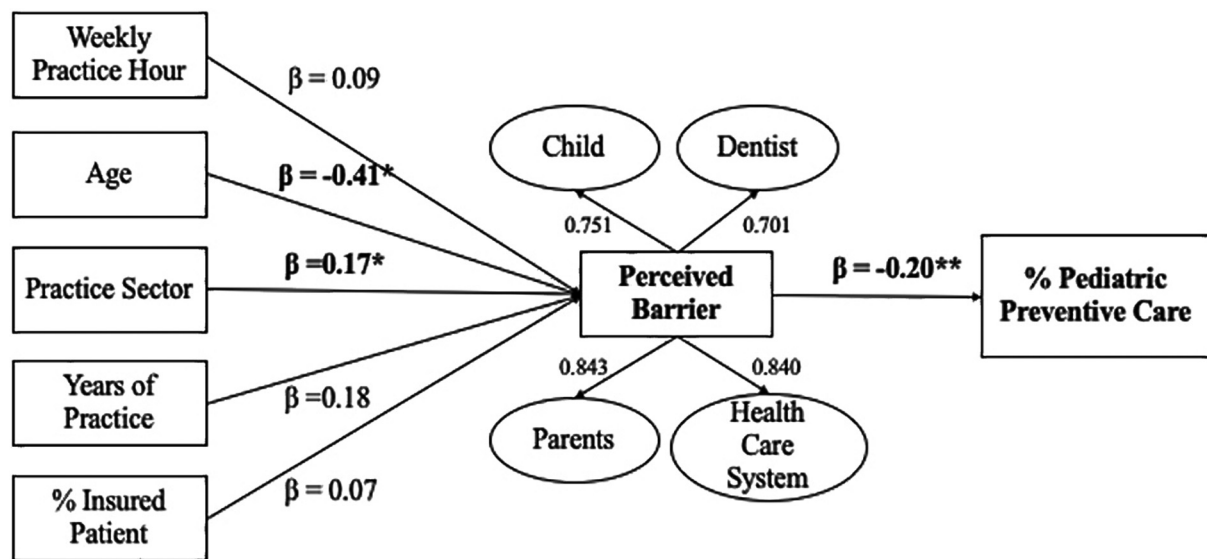 Weekly
Practice Hour
β = 0.09
Age
β = -0.41*
Practice Sector
β =0.17*
Years of
Practice
β =0.18
% Insured
Patient
β = 0.07
Child
Dentist
0.751
0.701
Perceived
Barrier
0.843
0.840
Parents
Health
Care
System
β = -0.20**
% Pediatric
Preventive Care